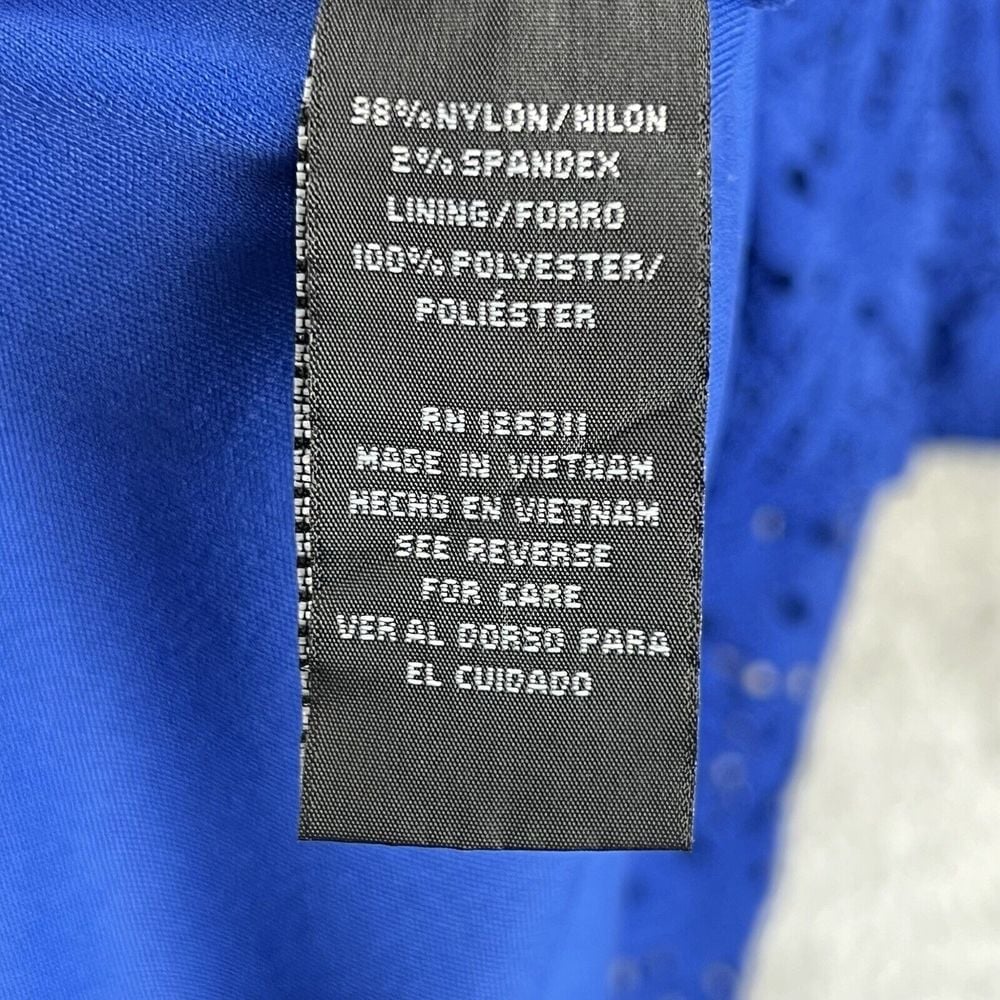 98% NYLON/NILON
2% SPANDEX
LINING/FORRO
100% POLYESTER/
POLIÉSTER
RN 126311
MADE IN VIETNAM
HECHO EN VIETNAM
SEE REVERSE
FOR CARE
VER AL DORSO PARA
EL CUIDADO